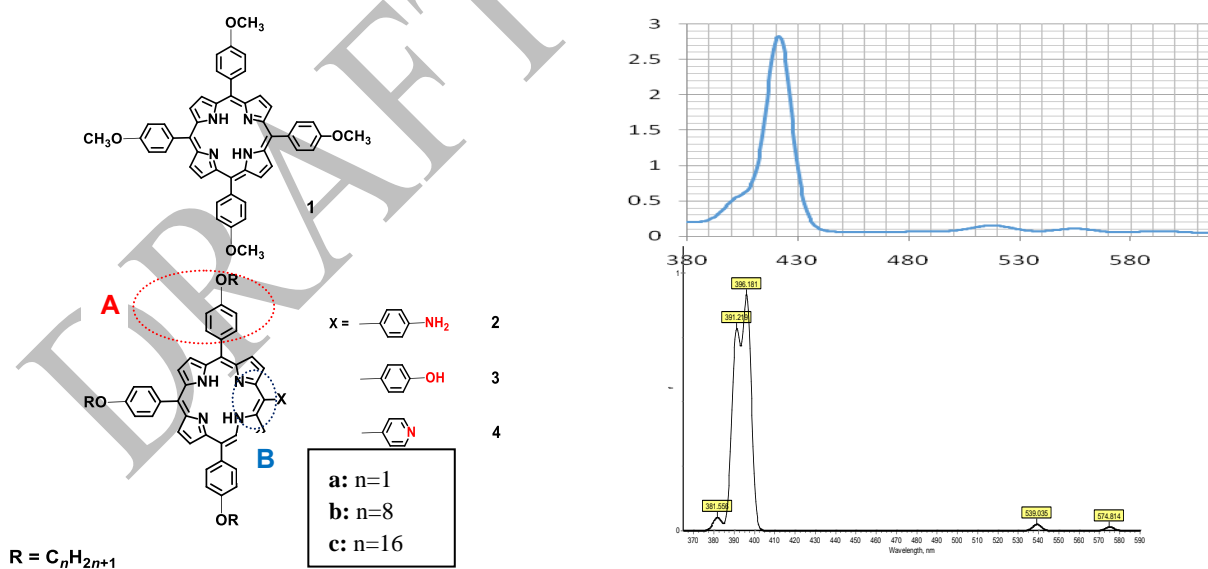 DRAFT
OCH₃
NH
N
CH₃O
OCH₃
N
HN
1
OCH₃
OR
A
X =
NH₂
2
NH
N
OH
3
X
RO
N
HN
N
4
B
a: n=1
b: n=8
c: n=16
OR
R = CnH2n+1
3
2.5
2
1.5
1
0.5
0
380
430
480
530
580
1
396.181
391.219
381.556
539.035
574.814
0
370 380 390 400 410 420 430 440 450 460 470 480 490 500 510 520 530 540 550 560 570 580 590
Wavelength, nm